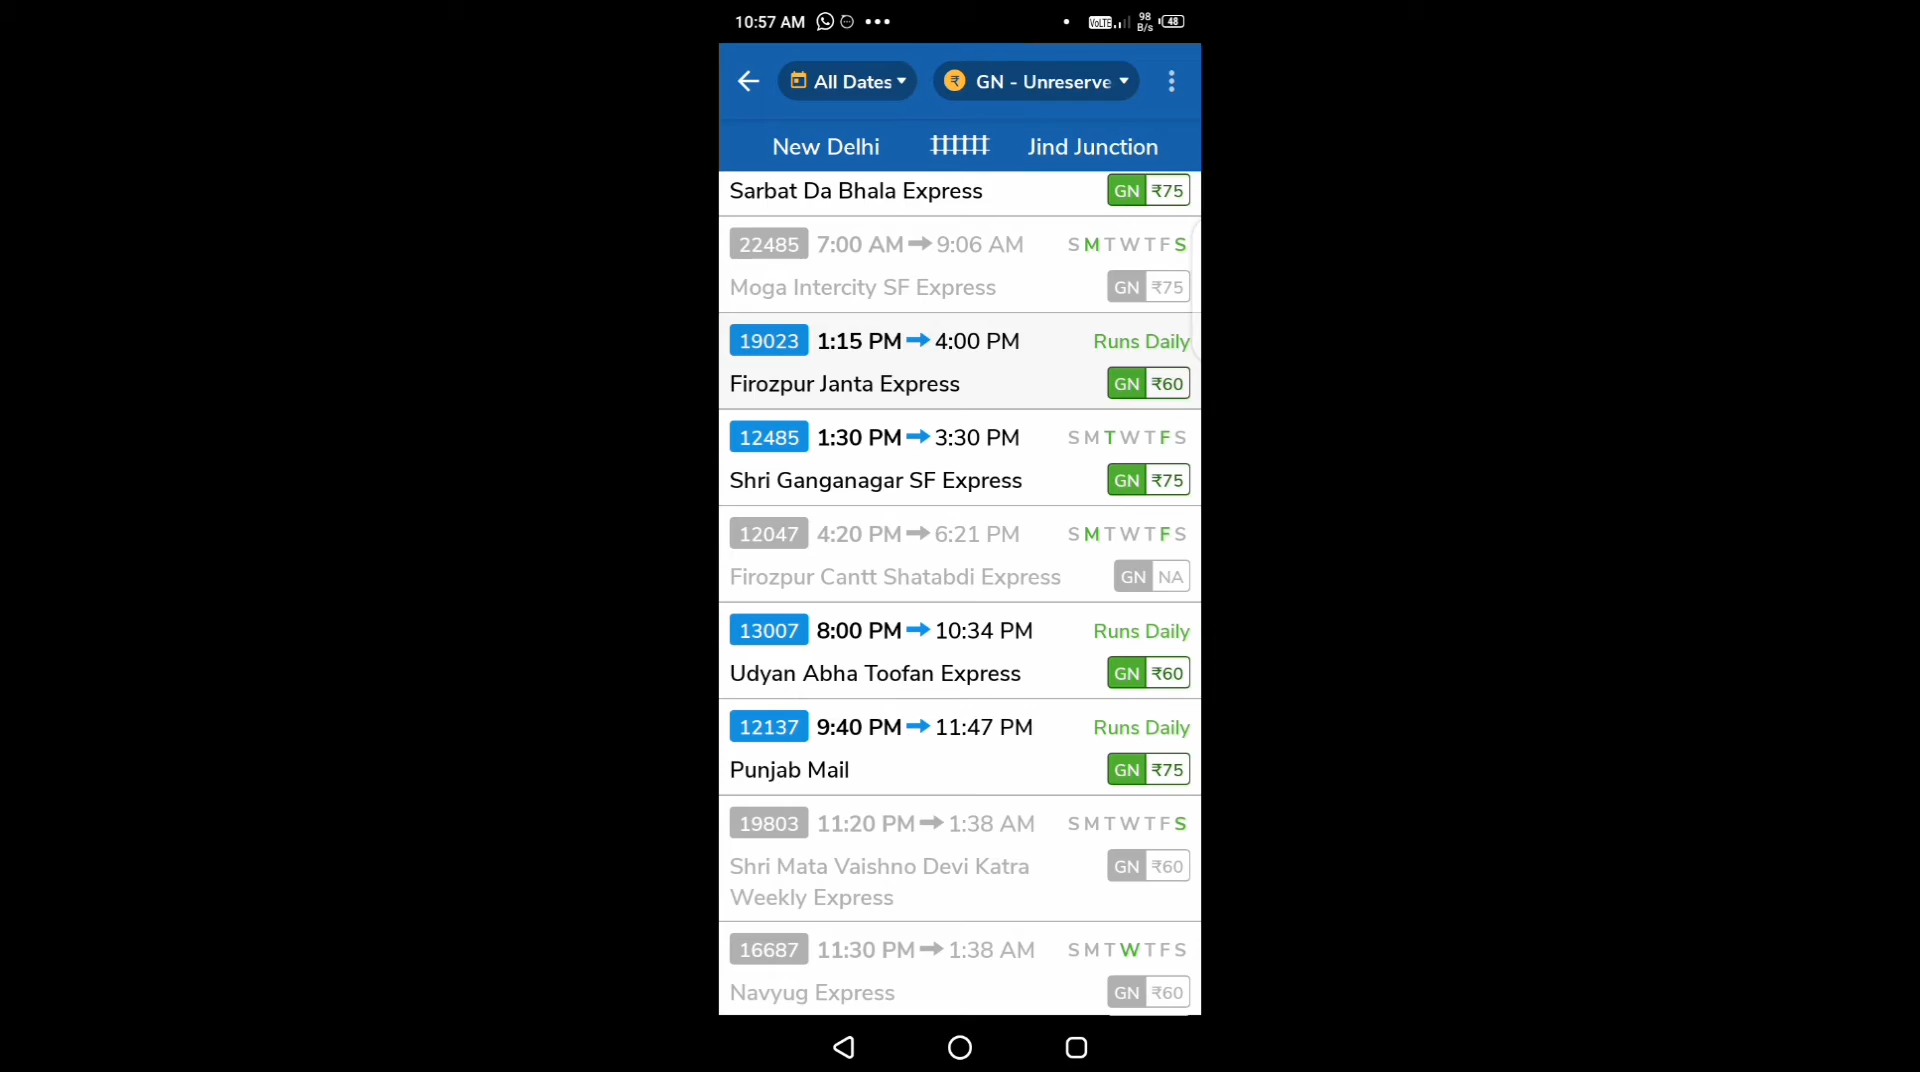 10:57 AM VoLTE 98 B/s 48
All Dates GN - Unreserve
New Delhi Jind Junction
Sarbat Da Bhala Express GN ₹75
22485 7:00 AM 9:06 AM S M T W T F S
Moga Intercity SF Express GN ₹75
19023 1:15 PM 4:00 PM Runs Daily
Firozpur Janta Express GN ₹60
12485 1:30 PM 3:30 PM S M T W T F S
Shri Ganganagar SF Express GN ₹75
12047 4:20 PM 6:21 PM S M T W T F S
Firozpur Cantt Shatabdi Express GN NA
13007 8:00 PM 10:34 PM Runs Daily
Udyan Abha Toofan Express GN ₹60
12137 9:40 PM 11:47 PM Runs Daily
Punjab Mail GN ₹75
19803 11:20 PM 1:38 AM S M T W T F S
Shri Mata Vaishno Devi Katra GN ₹60
Weekly Express
16687 11:30 PM 1:38 AM S M T W T F S
Navyug Express GN ₹60